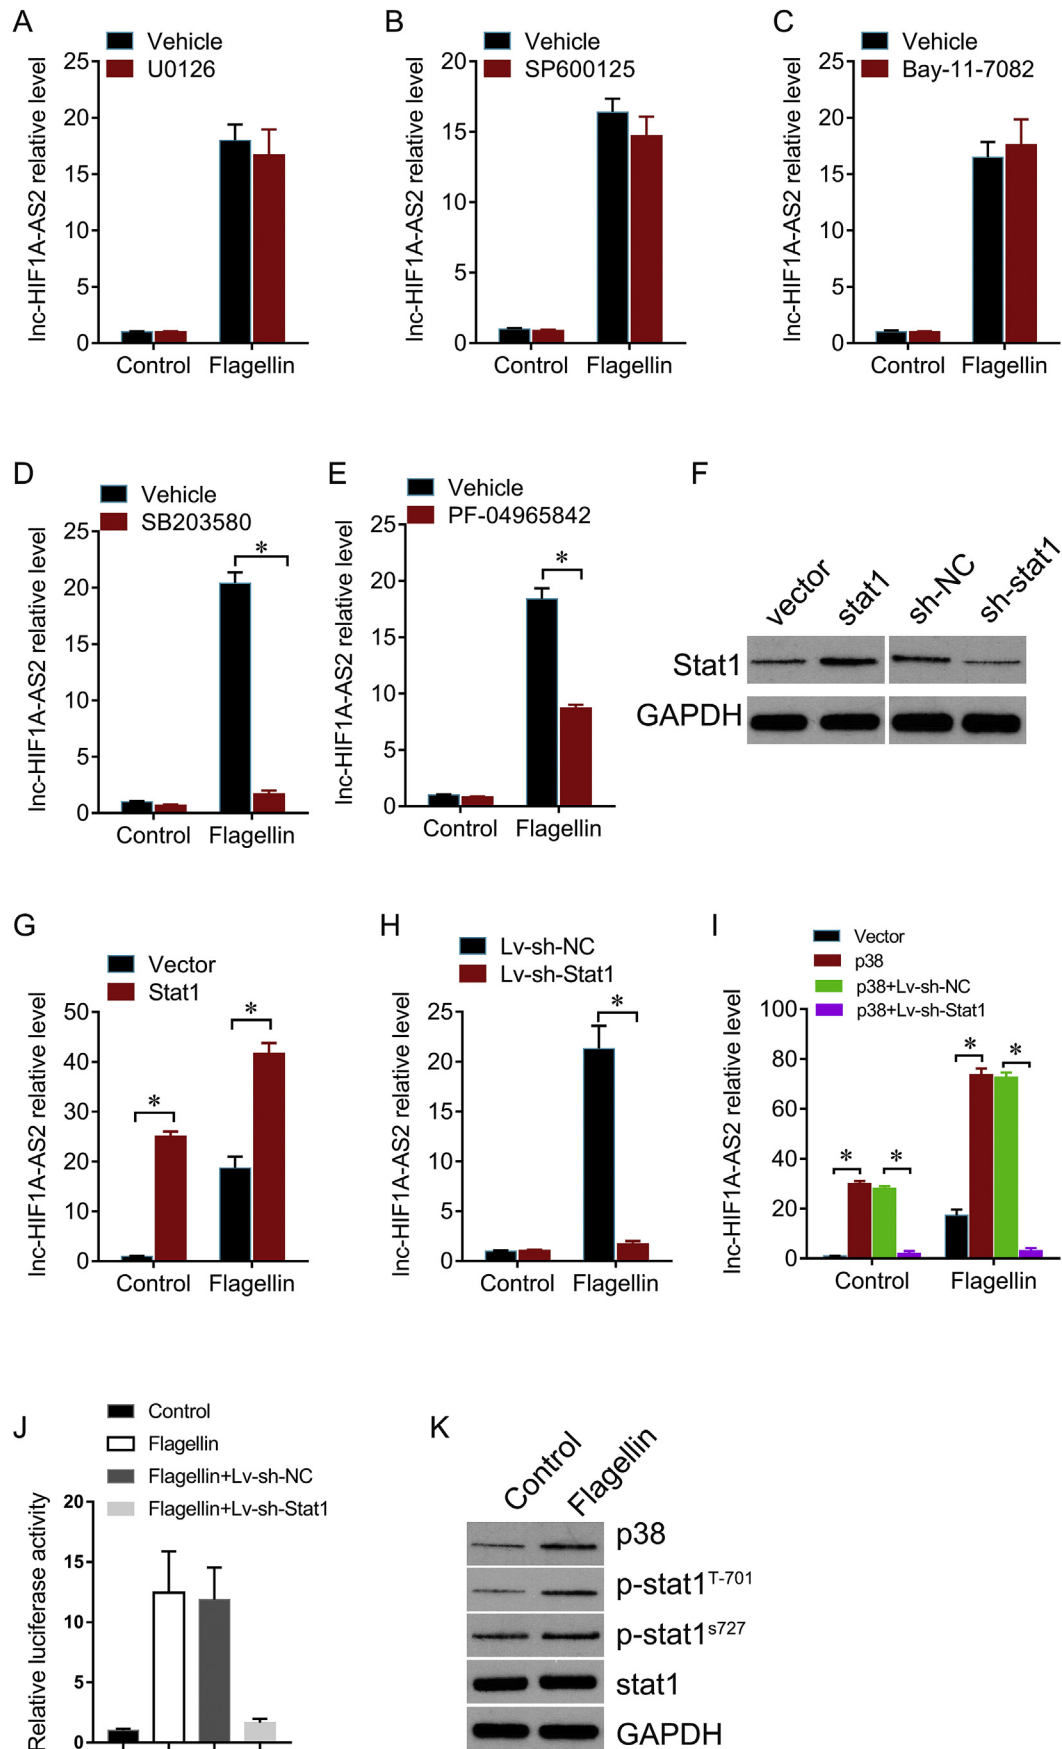 A
Vehicle
U0126
lnc-HIF1A-AS2 relative level
25
20
15
10
5
0
Control Flagellin
B
Vehicle
SP600125
lnc-HIF1A-AS2 relative level
20
15
10
5
0
Control Flagellin
C
Vehicle
Bay-11-7082
lnc-HIF1A-AS2 relative level
25
20
15
10
5
0
Control Flagellin
D
Vehicle
SB203580
lnc-HIF1A-AS2 relative level
25
20
15
10
5
0
*
Control Flagellin
E
Vehicle
PF-04965842
lnc-HIF1A-AS2 relative level
25
20
15
10
5
0
*
Control Flagellin
F
vector stat1 sh-NC sh-stat1
Stat1
GAPDH
G
Vector
Stat1
lnc-HIF1A-AS2 relative level
50
40
30
20
10
0
* *
Control Flagellin
H
Lv-sh-NC
Lv-sh-Stat1
lnc-HIF1A-AS2 relative level
25
20
15
10
5
0
*
Control Flagellin
I
Vector
p38
p38+Lv-sh-NC
p38+Lv-sh-Stat1
lnc-HIF1A-AS2 relative level
100
80
60
40
20
0
* * * *
Control Flagellin
J
Control
Flagellin
Flagellin+Lv-sh-NC
Flagellin+Lv-sh-Stat1
Relative luciferase activity
20
15
10
5
0
K
Control Flagellin
p38
p-stat1T-701
p-stat1s727
stat1
GAPDH